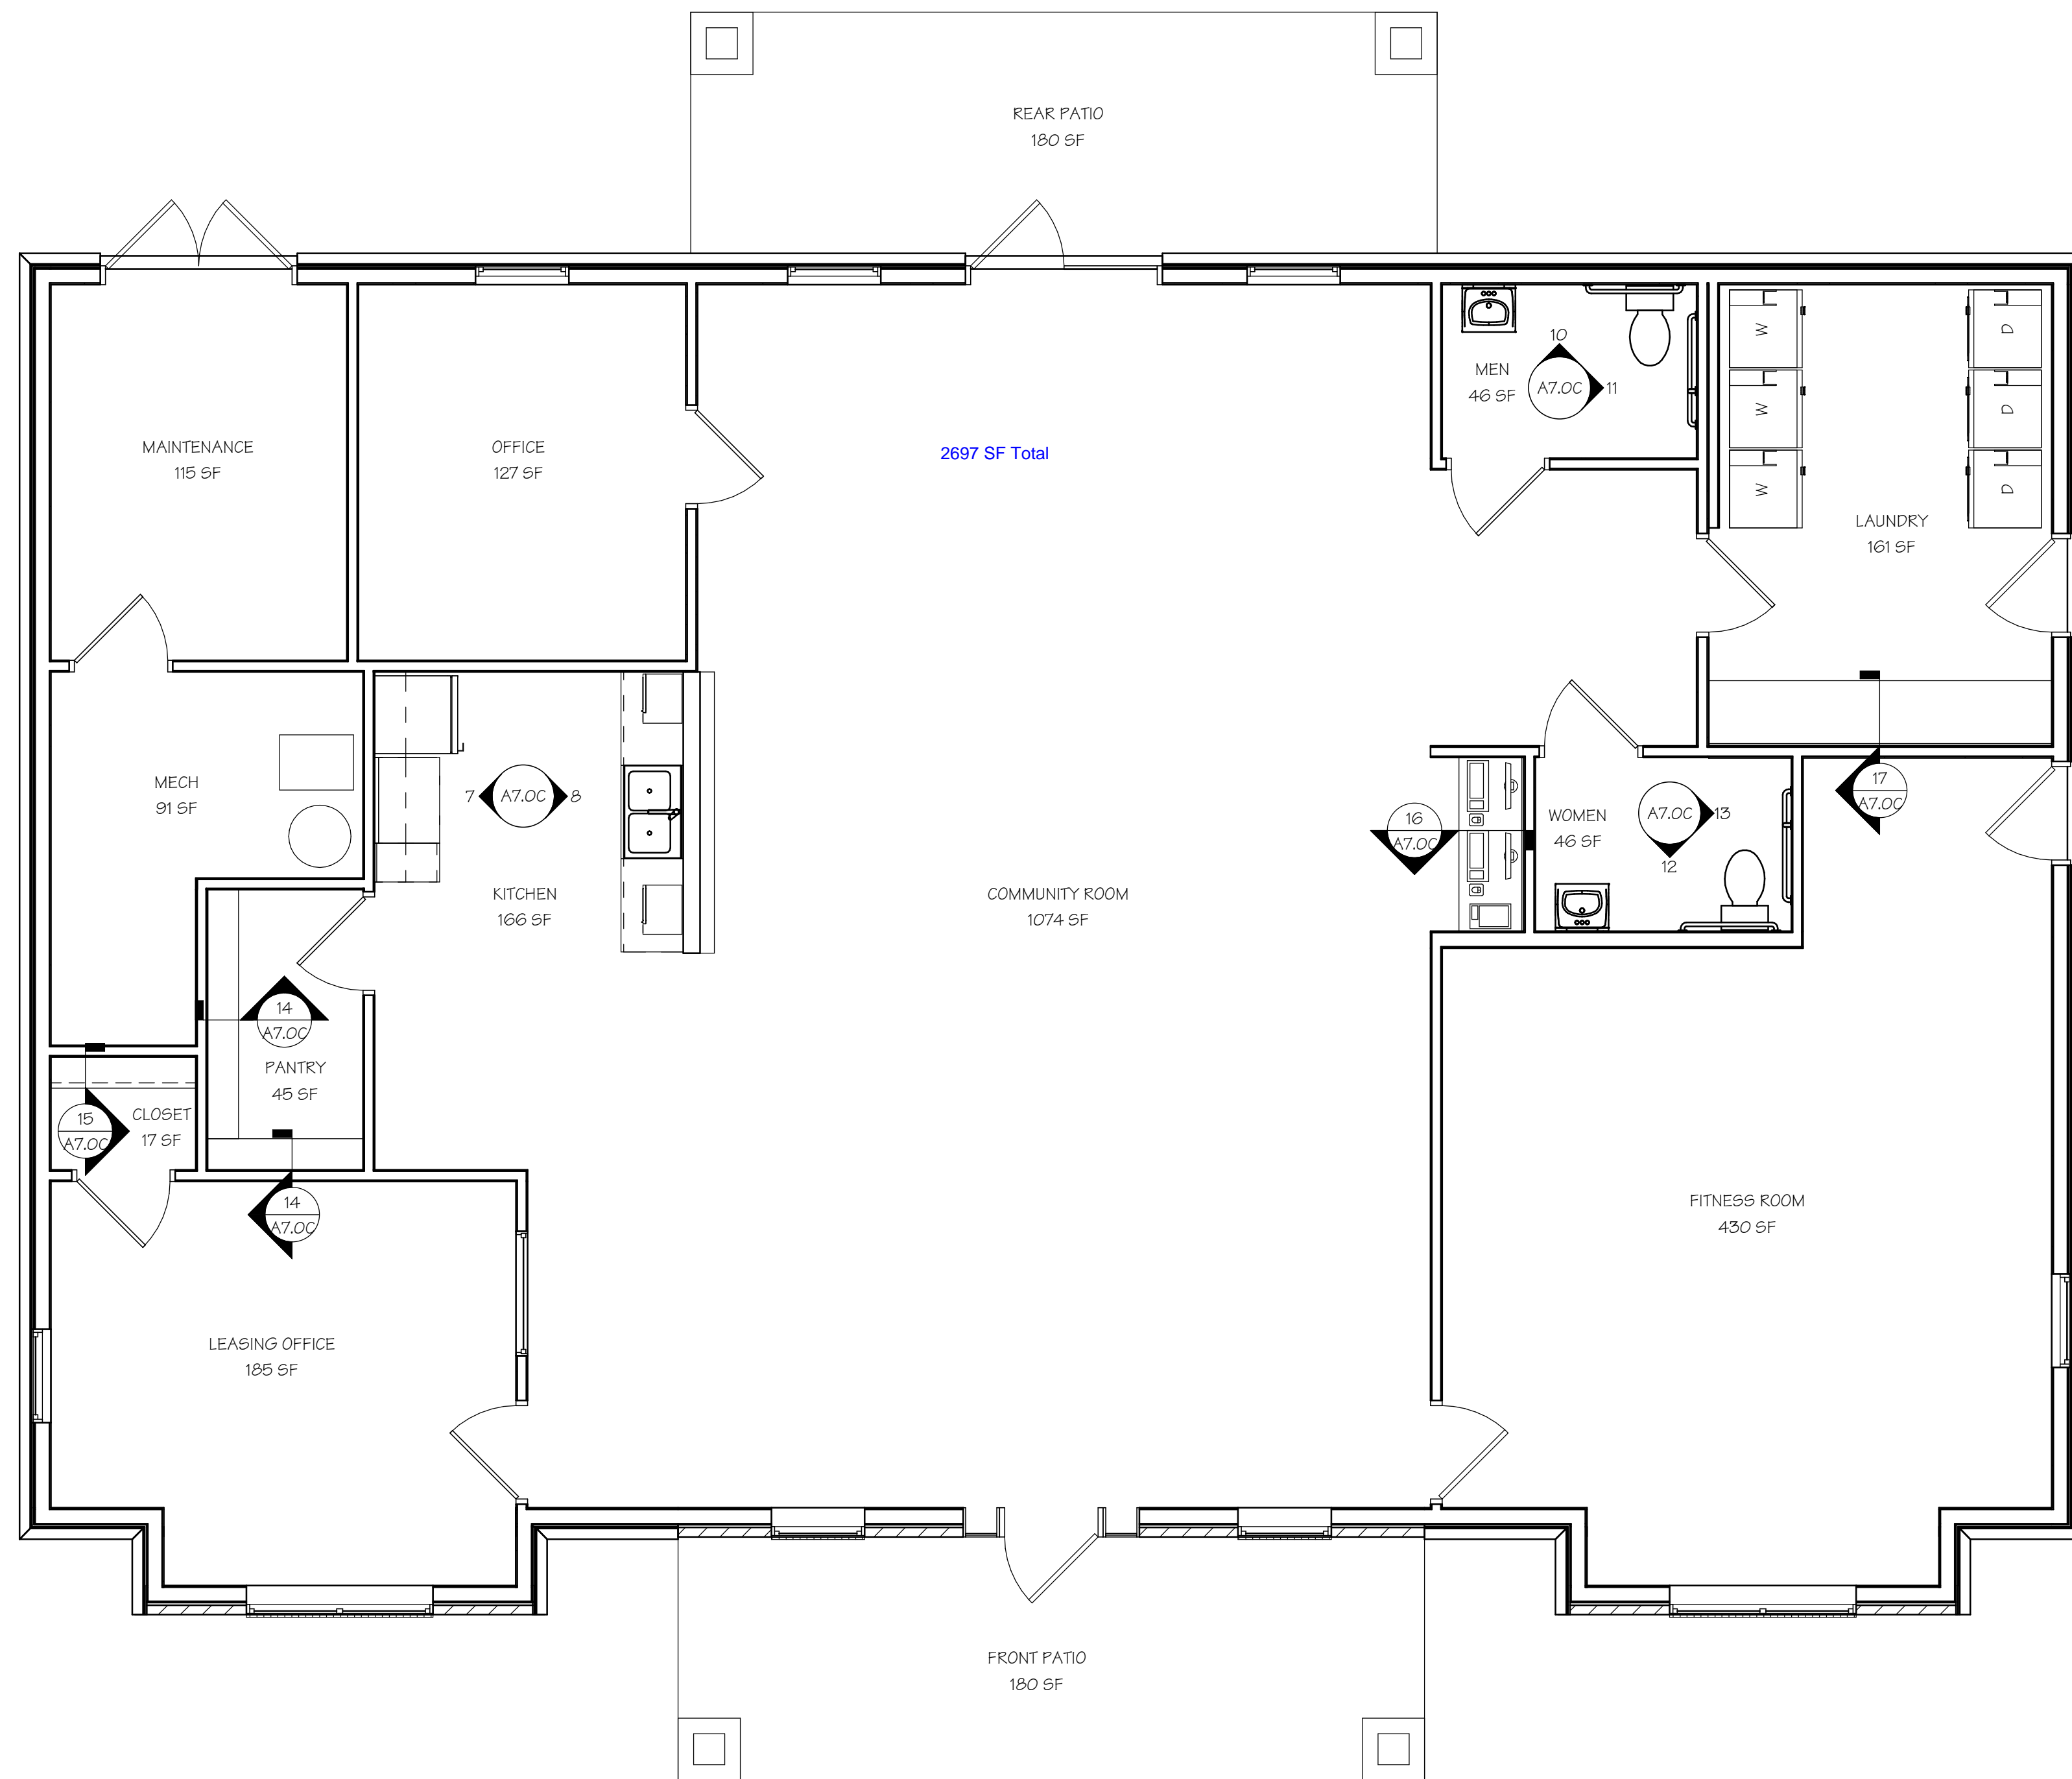 REAR PATIO
180 SF
MAINTENANCE
115 SF
OFFICE
127 SF
2697 SF Total
10
MEN
46 SF
A7.0C
11
W
W
W
D
D
D
LAUNDRY
161 SF
MECH
91 SF
7
A7.0C
8
KITCHEN
166 SF
COMMUNITY ROOM
1074 SF
16
A7.0C
WOMEN
46 SF
A7.0C
13
12
17
A7.0C
14
A7.0C
PANTRY
45 SF
15
A7.0C
CLOSET
17 SF
14
A7.0C
FITNESS ROOM
430 SF
LEASING OFFICE
185 SF
FRONT PATIO
180 SF